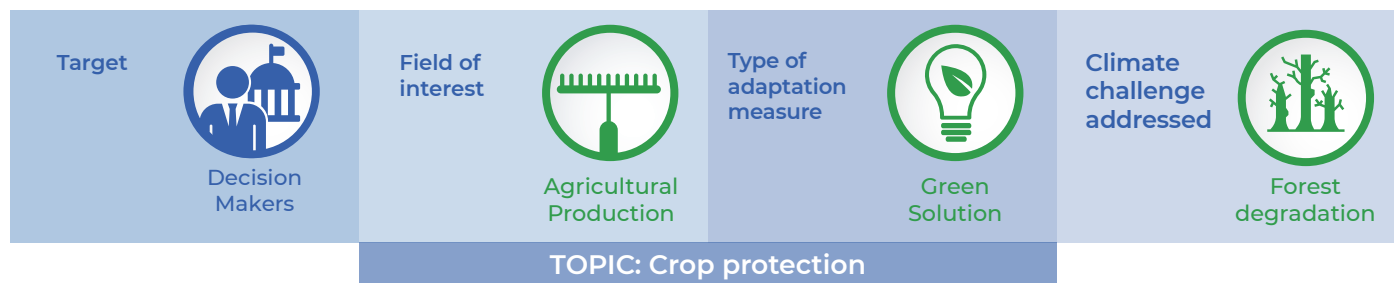 Target
Decision
Makers
Field of
interest
Agricultural
Production
Type of
adaptation
measure
Green
Solution
Climate
challenge
addressed
Forest
degradation
TOPIC: Crop protection